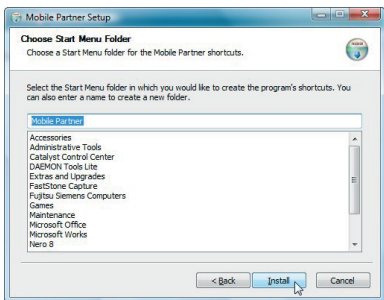 Mobile Partner Setup
Choose Start Menu Folder
Choose a Start Menu folder for the Mobile Partner shortcuts.
Select the Start Menu folder in which you would like to create the program's shortcuts. You
can also enter a name to create a new folder.
Mobile Partner
Accessories
Administrative Tools
Catalyst Control Center
DAEMON Tools Lite
Extras and Upgrades
FastStone Capture
Fujitsu Siemens Computers
Games
Maintenance
Microsoft Office
Microsoft Works
Nero 8
< Back
Install
Cancel